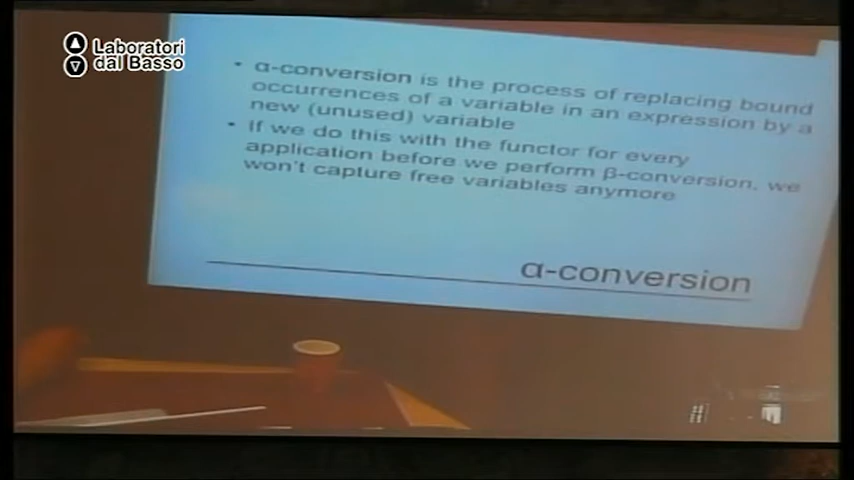 Laboratori
dal Basso
• α-conversion is the process of replacing bound
occurrences of a variable in an expression by a
new (unused) variable
• If we do this with the functor for every
application before we perform β-conversion, we
won't capture free variables anymore
α-conversion